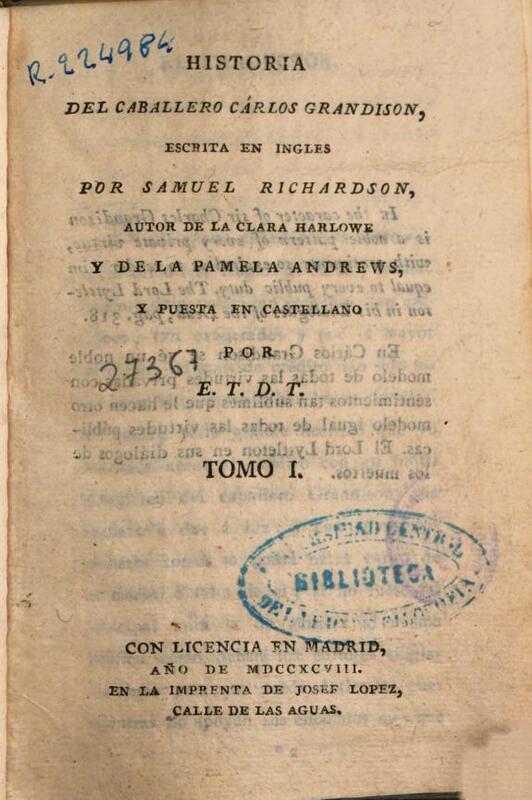 R-224984
HISTORIA
DEL CABALLERO CÁRLOS GRANDISON,
ESCRITA EN INGLES
POR SAMUEL RICHARDSON,
AUTOR DE LA CLARA HARLOWE
Y DE LA PAMELA ANDREWS,
Y PUESTA EN CASTELLANO
POR
27367
E. T. D. T.
TOMO I.
BIBLIOTECA
CON LICENCIA EN MADRID,
AÑO DE MDCCXCVIII.
EN LA IMPRENTA DE JOSEF LOPEZ,
CALLE DE LAS AGUAS.